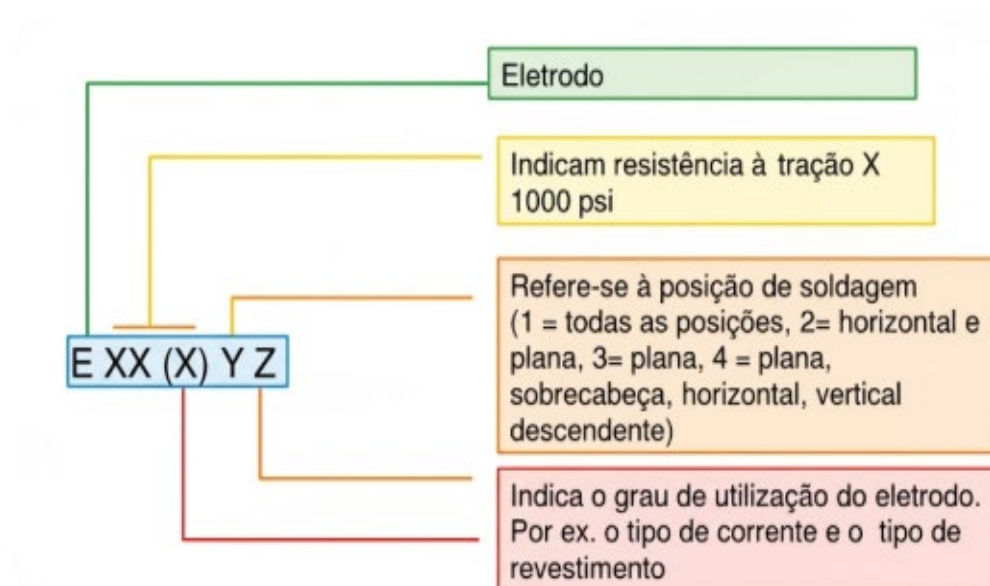 Eletrodo
Indicam resistência à tração X
1000 psi
Refere-se à posição de soldagem
(1 = todas as posições, 2= horizontal e
plana, 3= plana, 4 = plana,
sobrecabeça, horizontal, vertical
descendente)
E XX (X) Y Z
Indica o grau de utilização do eletrodo.
Por ex. o tipo de corrente e o tipo de
revestimento